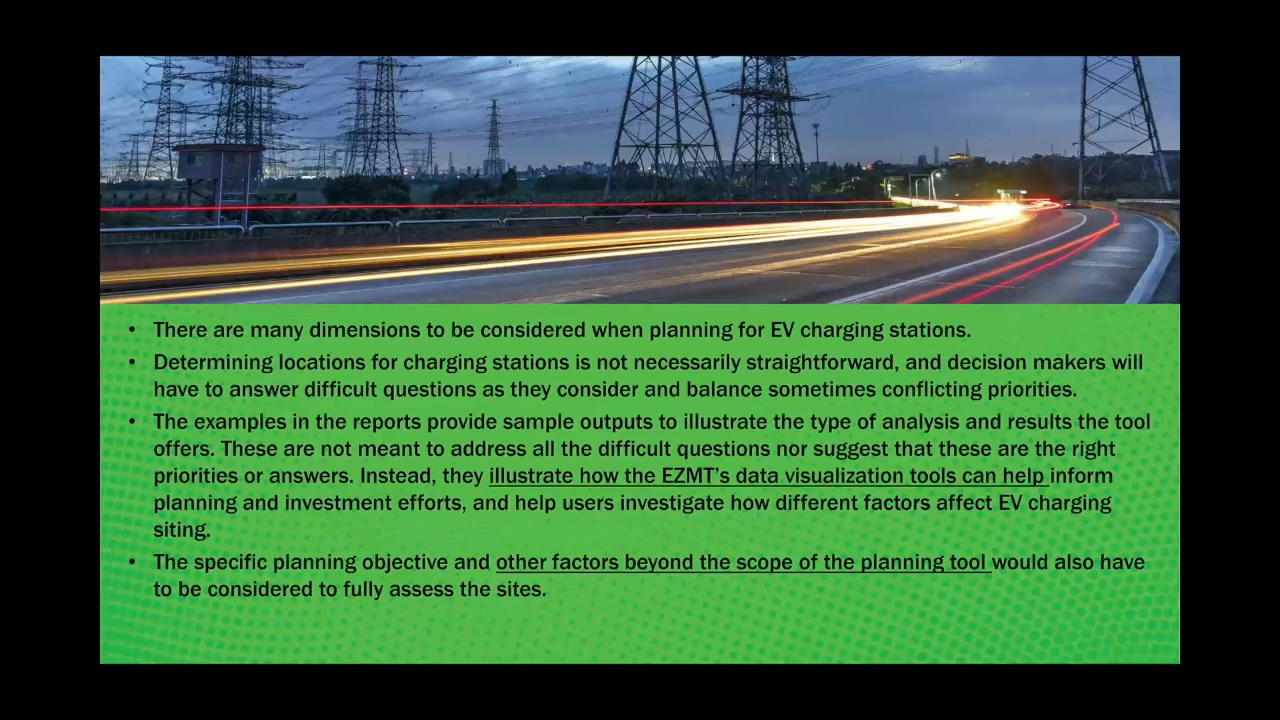 • There are many dimensions to be considered when planning for EV charging stations.
• Determining locations for charging stations is not necessarily straightforward, and decision makers will
have to answer difficult questions as they consider and balance sometimes conflicting priorities.
• The examples in the reports provide sample outputs to illustrate the type of analysis and results the tool
offers. These are not meant to address all the difficult questions nor suggest that these are the right
priorities or answers. Instead, they illustrate how the EZMT's data visualization tools can help inform
planning and investment efforts, and help users investigate how different factors affect EV charging
siting.
• The specific planning objective and other factors beyond the scope of the planning tool would also have
to be considered to fully assess the sites.